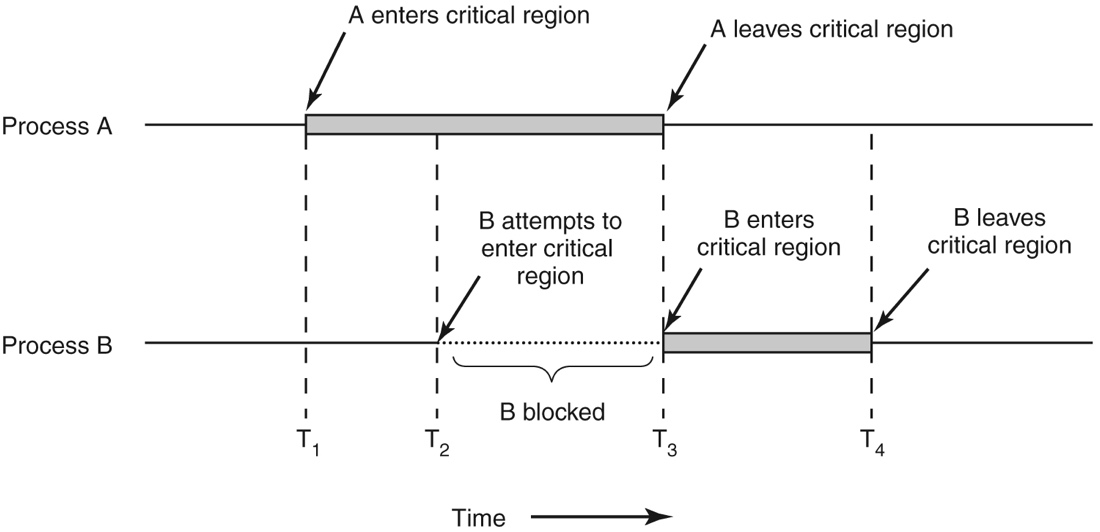 A enters critical region
A leaves critical region
Process A
B attempts to
enter critical
region
B enters
critical region
B leaves
critical region
Process B
B blocked
T1
T2
T3
T4
Time